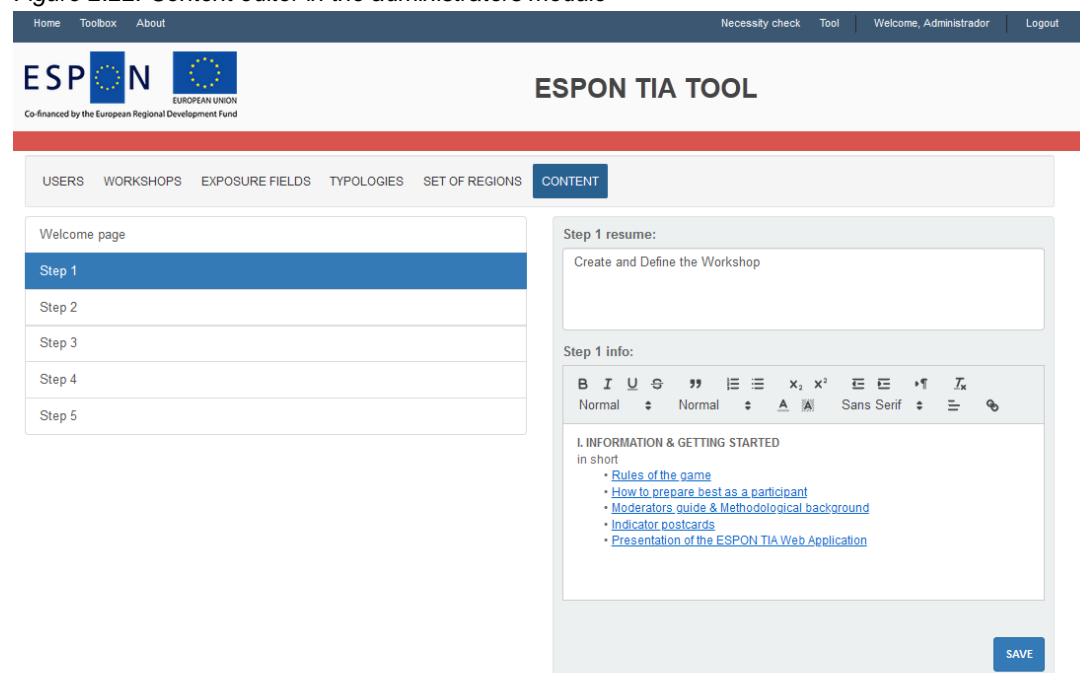 Figure 2.22: Content editor in the administrators module
Home Toolbox About Necessity check Tool Welcome, Administrador Logout
ESPON
EUROPEAN UNION
Co-financed by the European Regional Development Fund
ESPON TIA TOOL
USERS WORKSHOPS EXPOSURE FIELDS TYPOLOGIES SET OF REGIONS CONTENT
Welcome page
Step 1
Step 2
Step 3
Step 4
Step 5
Step 1 resume:
Create and Define the Workshop
Step 1 info:
B I U S
Normal Normal A A Sans Serif
I. INFORMATION & GETTING STARTED
in short
• Rules of the game
• How to prepare best as a participant
• Moderators guide & Methodological background
• Indicator postcards
• Presentation of the ESPON TIA Web Application
SAVE